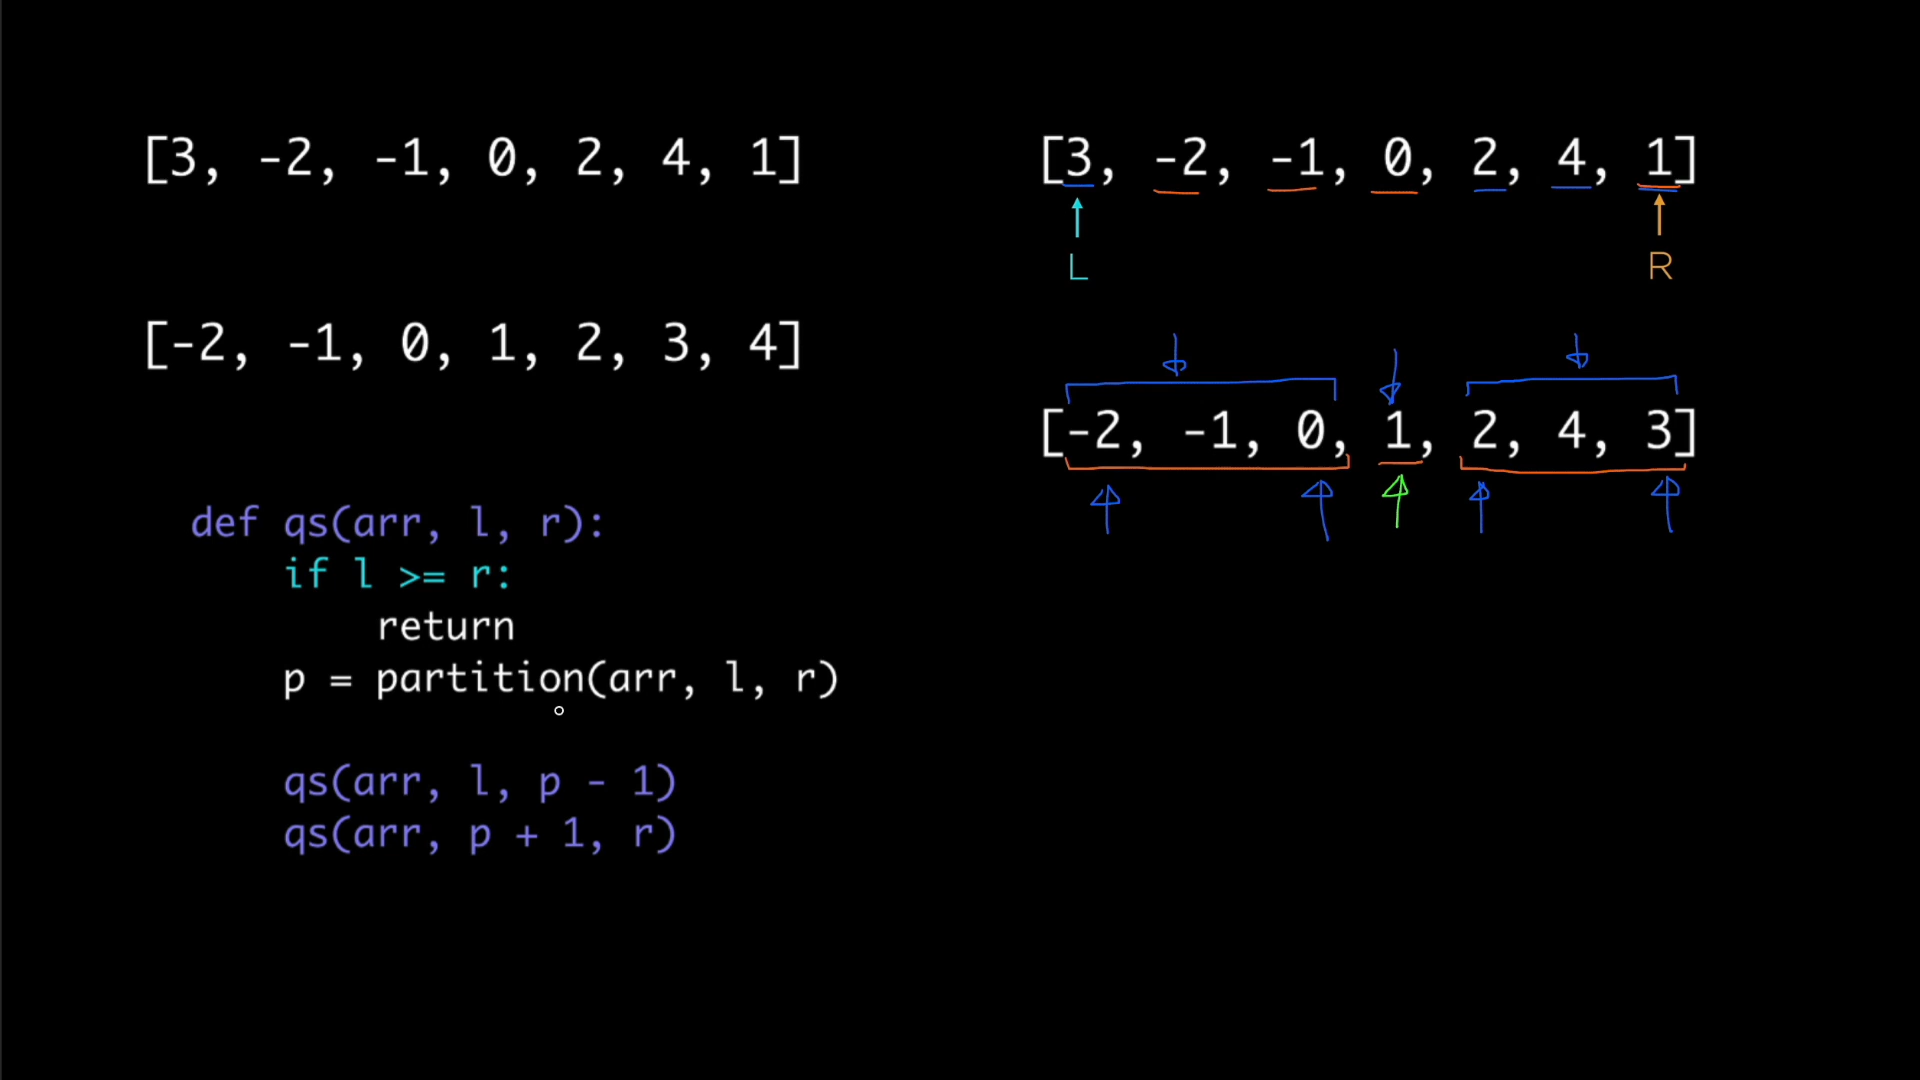 [3, -2, -1, 0, 2, 4, 1]
[-2, -1, 0, 1, 2, 3, 4]
def qs(arr, l, r):
if l >= r:
return
p = partition(arr, l, r)
qs(arr, l, p - 1)
qs(arr, p + 1, r)
[3, -2, -1, 0, 2, 4, 1]
L R
[-2, -1, 0, 1, 2, 4, 3]